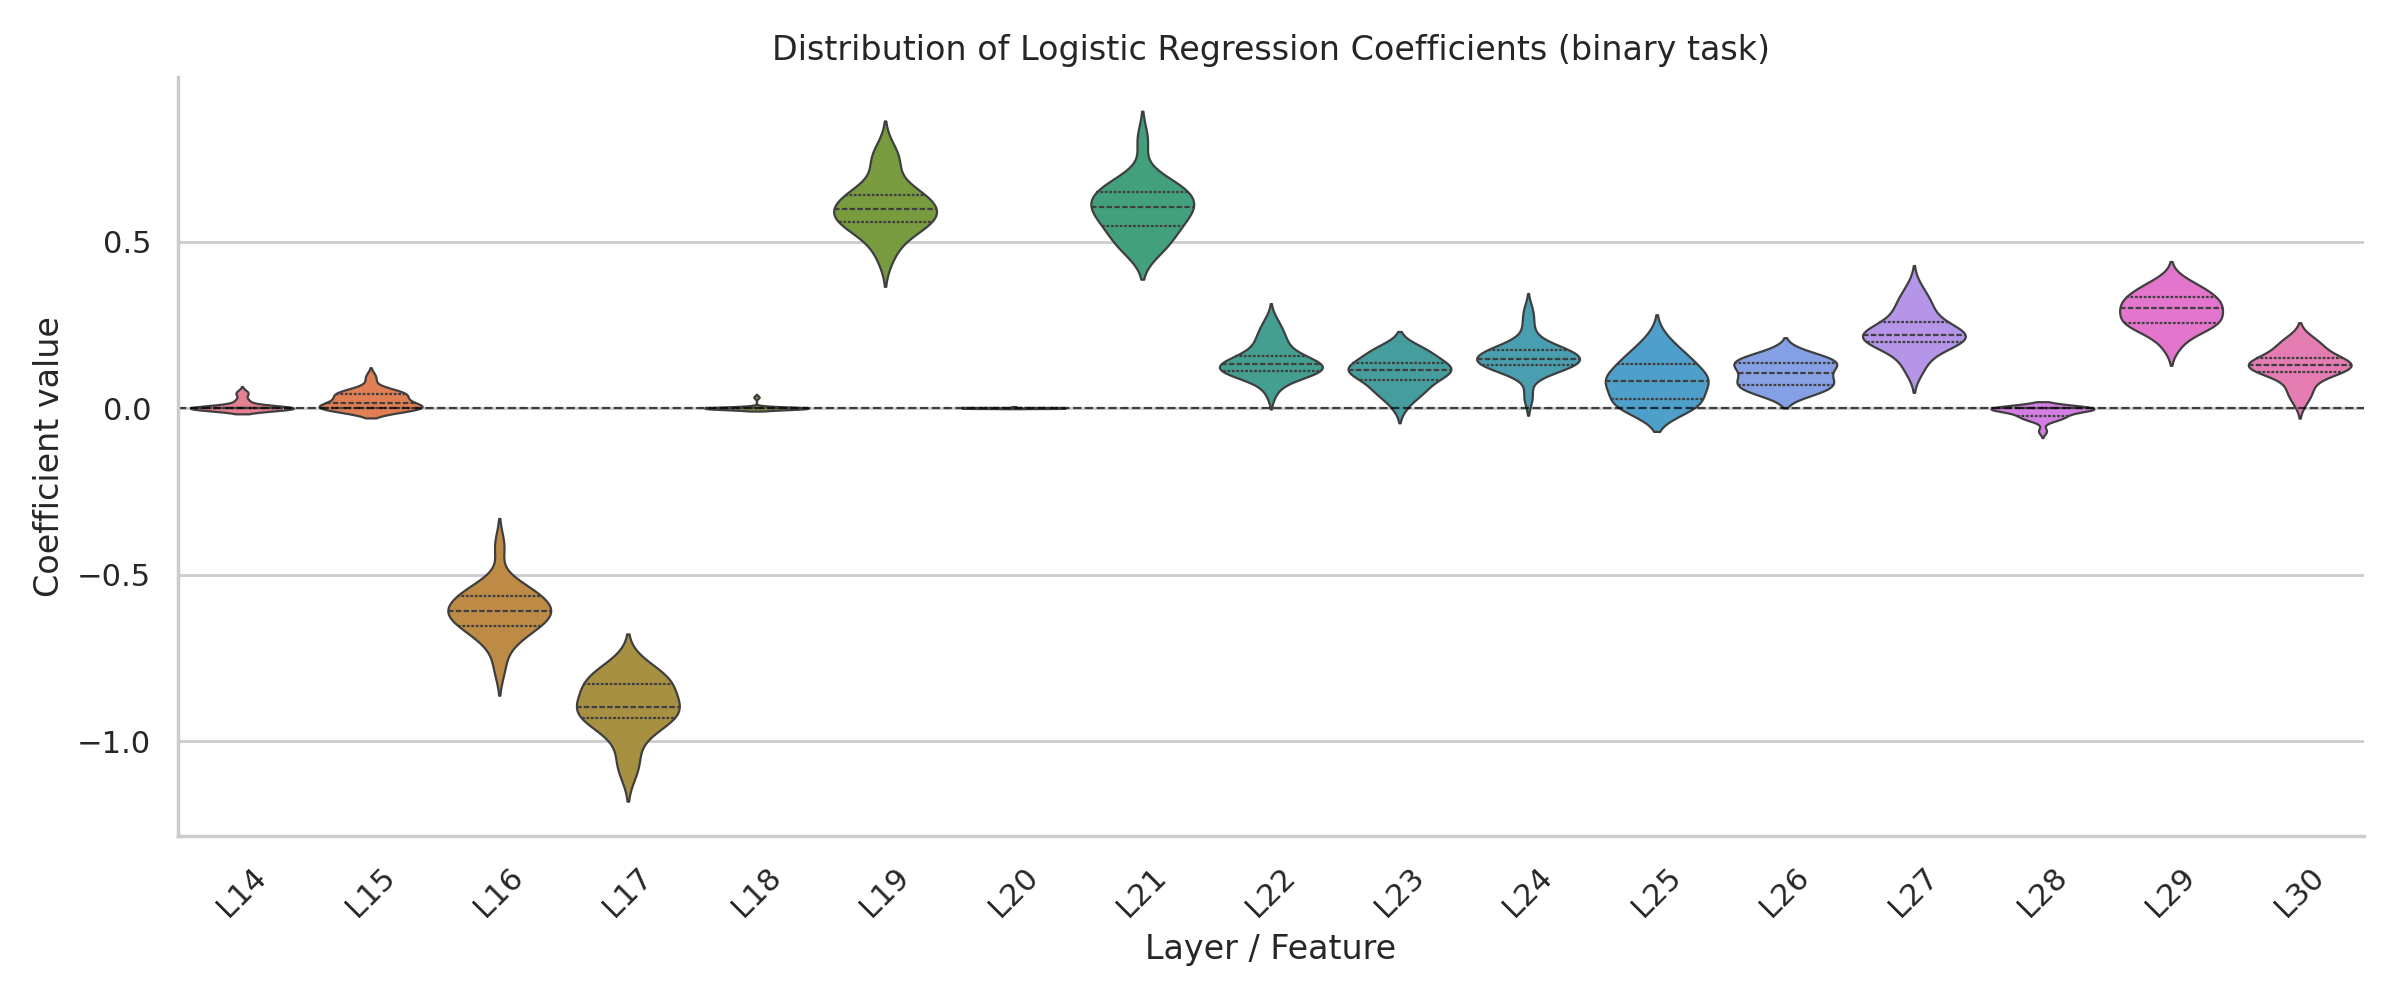 Distribution of Logistic Regression Coefficients (binary task)
Coefficient value
0.5
0.0
−0.5
−1.0
L14
L15
L16
L17
L18
L19
L20
L21
L22
L23
L24
L25
L26
L27
L28
L29
L30
Layer / Feature